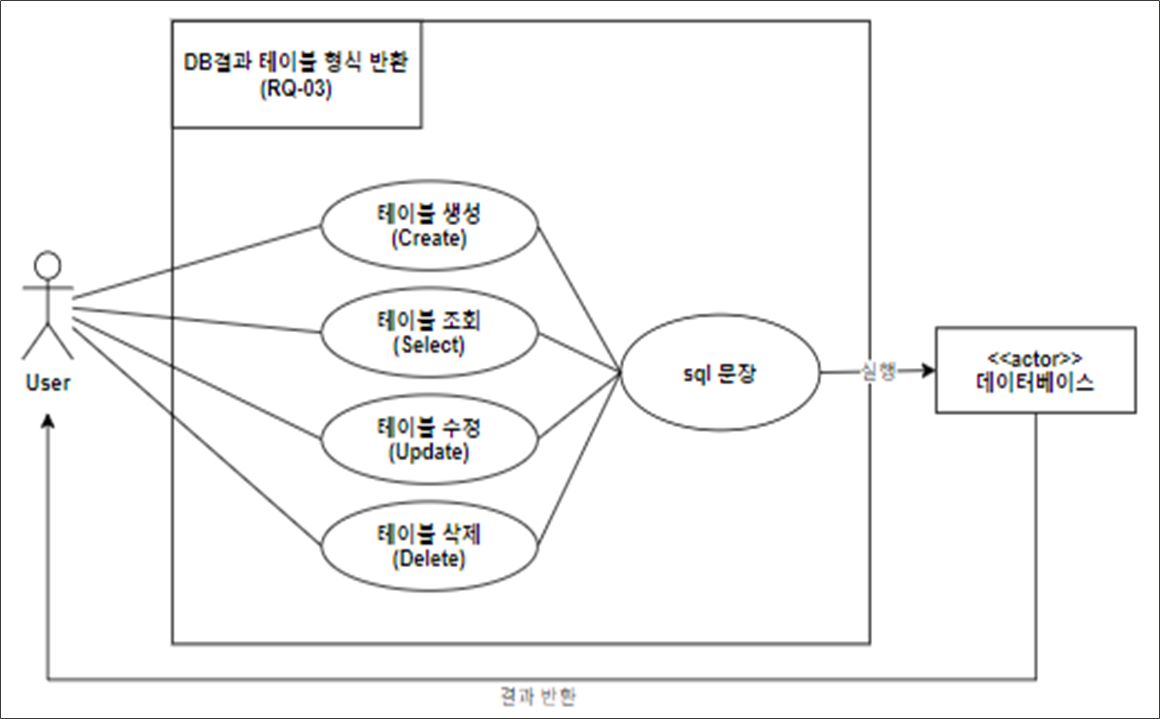 DB결과 테이블 형식 반환
(RQ-03)
테이블 생성
(Create)
테이블 조회
(Select)
테이블 수정
(Update)
테이블 삭제
(Delete)
User
sql 문장
실행
<<actor>>
데이터베이스
결과 반환